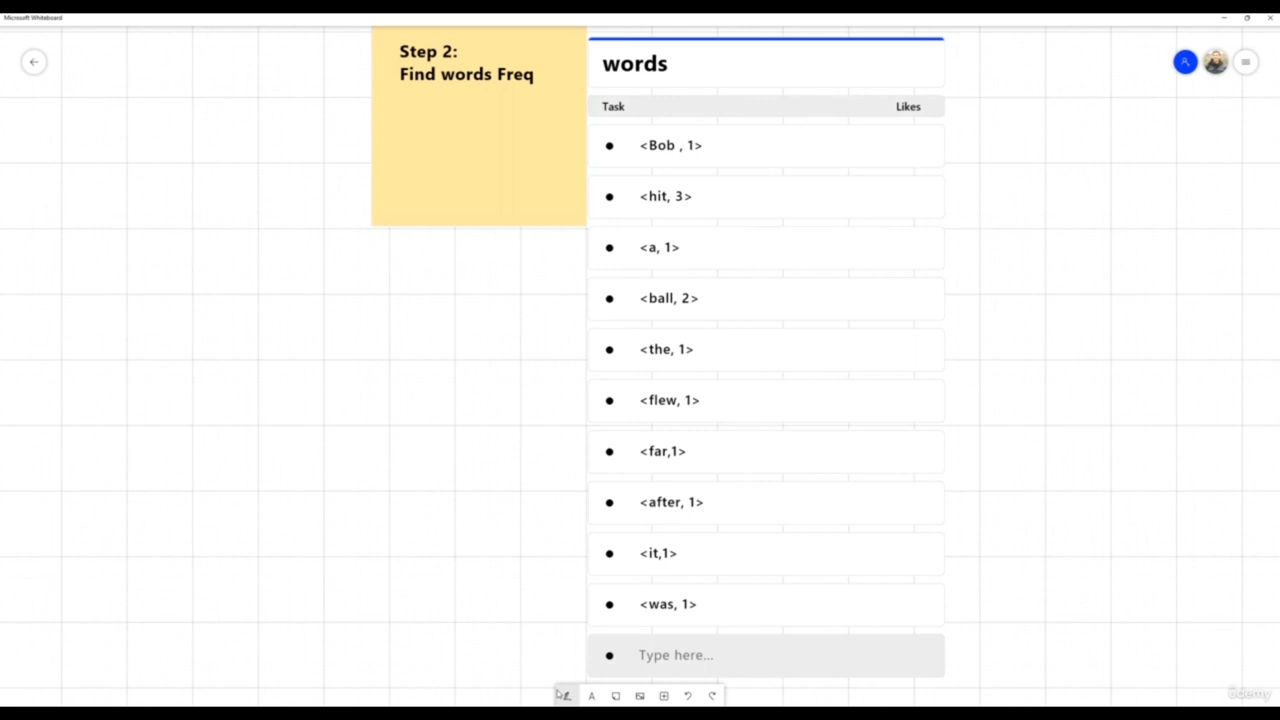 Microsoft Whiteboard
Step 2:
Find words Freq
words
Task Likes
<Bob , 1>
<hit, 3>
<a, 1>
<ball, 2>
<the, 1>
<flew, 1>
<far,1>
<after, 1>
<it,1>
<was, 1>
Type here...
A
ûdemy